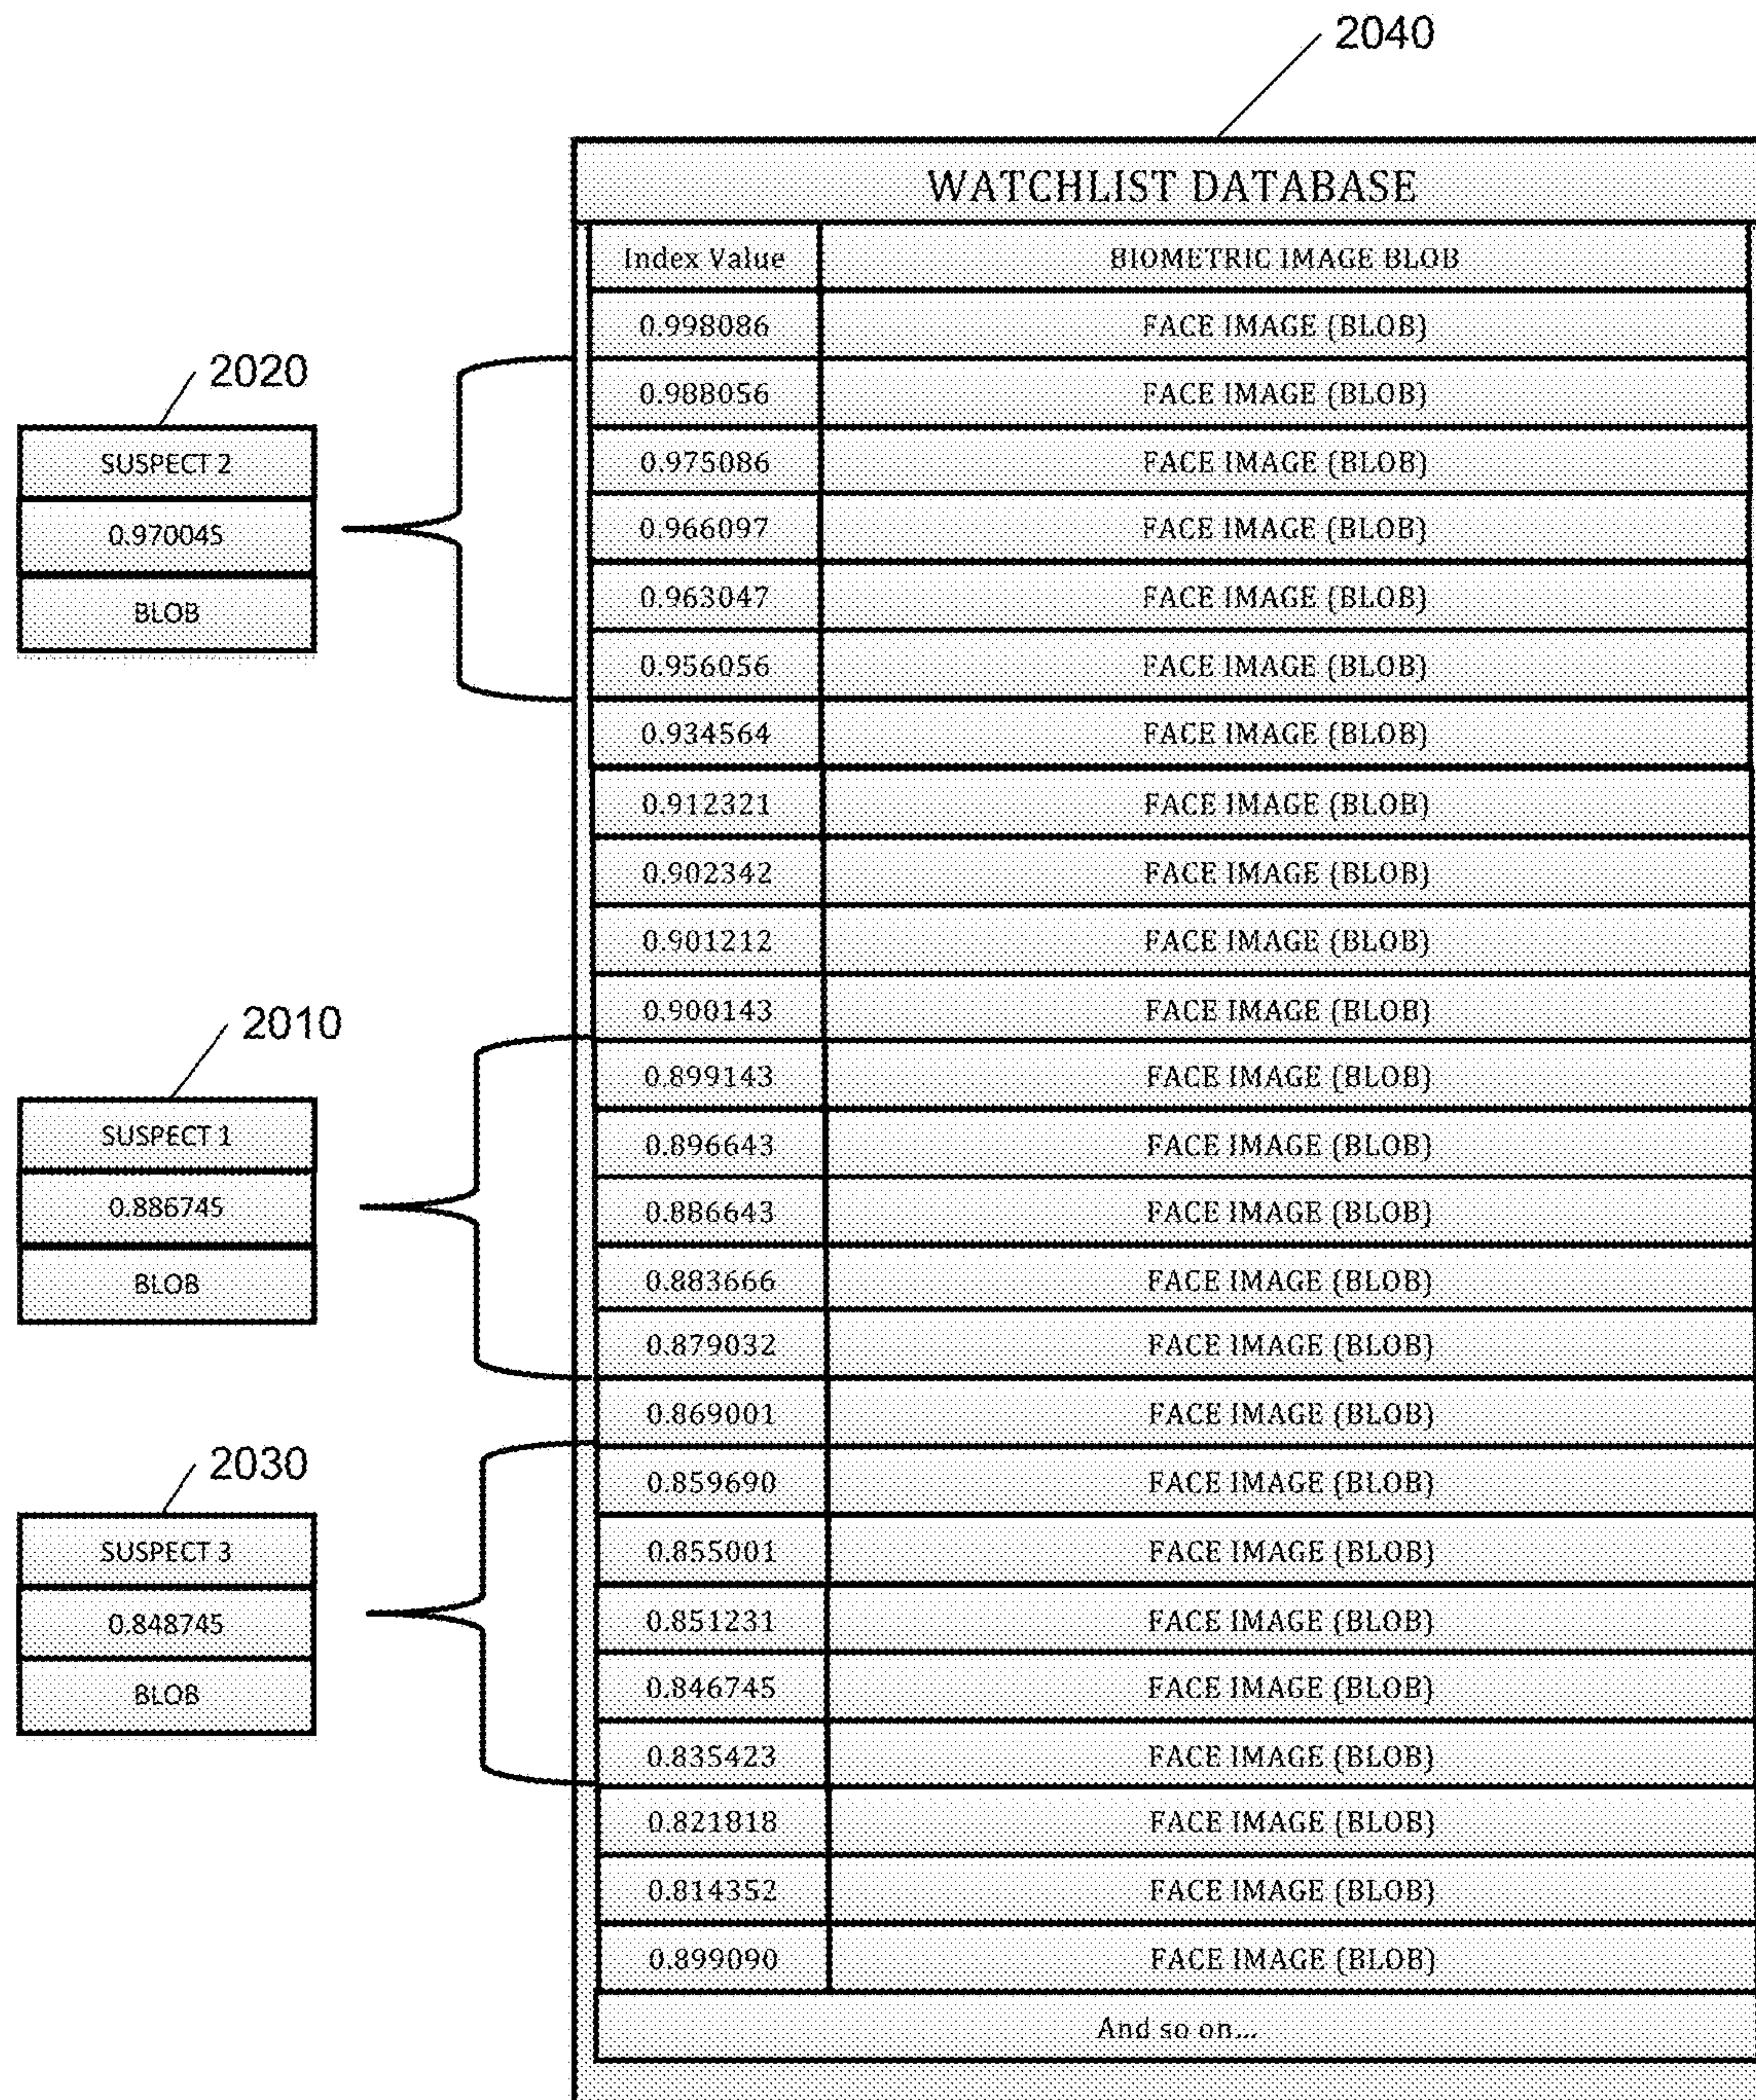 2040
WATCHLIST DATABASE
Index Value BIOMETRIC IMAGE BLOB
0.998086 FACE IMAGE (BLOB)
0.988056 FACE IMAGE (BLOB)
0.975086 FACE IMAGE (BLOB)
0.966097 FACE IMAGE (BLOB)
0.963047 FACE IMAGE (BLOB)
0.956056 FACE IMAGE (BLOB)
0.934564 FACE IMAGE (BLOB)
0.912321 FACE IMAGE (BLOB)
0.902342 FACE IMAGE (BLOB)
0.901212 FACE IMAGE (BLOB)
0.900143 FACE IMAGE (BLOB)
0.899143 FACE IMAGE (BLOB)
0.896643 FACE IMAGE (BLOB)
0.886643 FACE IMAGE (BLOB)
0.883666 FACE IMAGE (BLOB)
0.879032 FACE IMAGE (BLOB)
0.869001 FACE IMAGE (BLOB)
0.859690 FACE IMAGE (BLOB)
0.855001 FACE IMAGE (BLOB)
0.851231 FACE IMAGE (BLOB)
0.846745 FACE IMAGE (BLOB)
0.835423 FACE IMAGE (BLOB)
0.821818 FACE IMAGE (BLOB)
0.814352 FACE IMAGE (BLOB)
0.899090 FACE IMAGE (BLOB)
And so on...
2020
SUSPECT 2
0.970045
BLOB
2010
SUSPECT 1
0.886745
BLOB
2030
SUSPECT 3
0.848745
BLOB